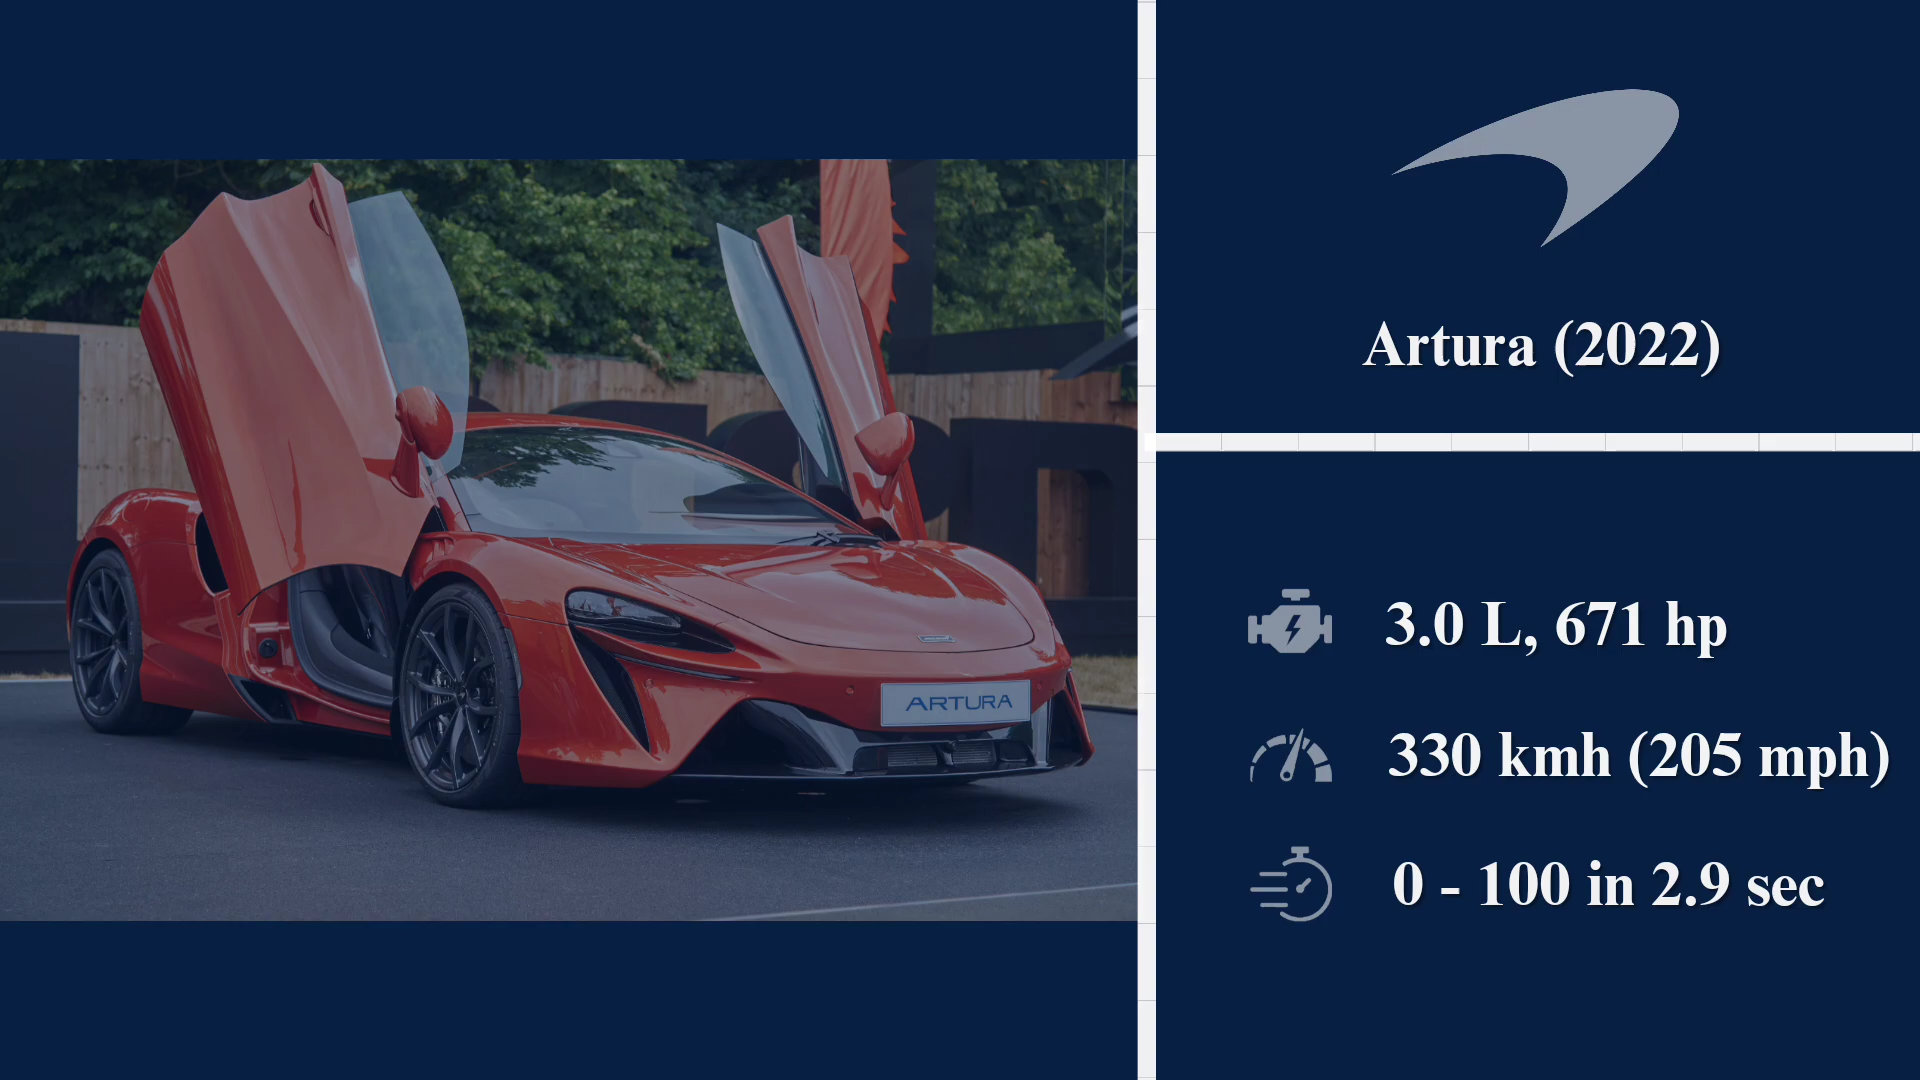 ARTURA
Artura (2022)
3.0 L, 671 hp
330 kmh (205 mph)
0 - 100 in 2.9 sec